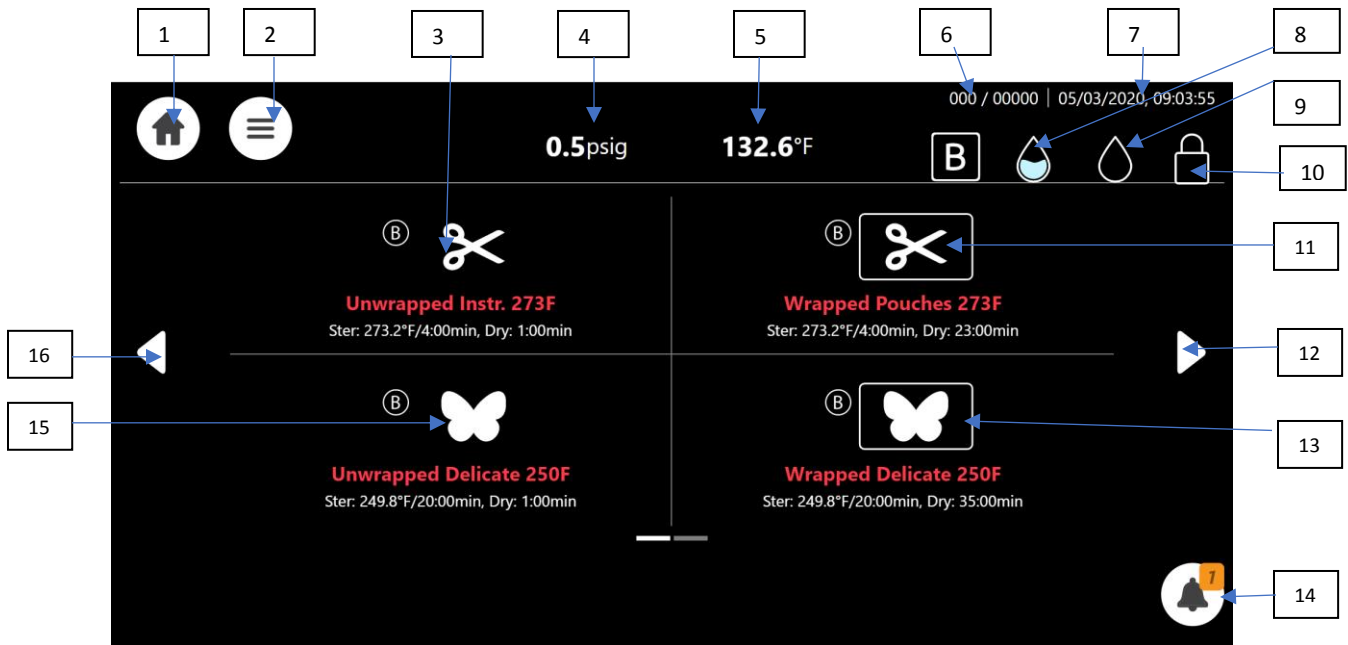 1
2
3
4
5
6
7
8
9
000 / 00000 | 05/03/2020, 09:03:55
0.5psig
132.6°F
B
10
B
B
11
Unwrapped Instr. 273F
Ster: 273.2°F/4:00min, Dry: 1:00min
Wrapped Pouches 273F
Ster: 273.2°F/4:00min, Dry: 23:00min
16
12
B
B
15
13
Unwrapped Delicate 250F
Ster: 249.8°F/20:00min, Dry: 1:00min
Wrapped Delicate 250F
Ster: 249.8°F/20:00min, Dry: 35:00min
1
14